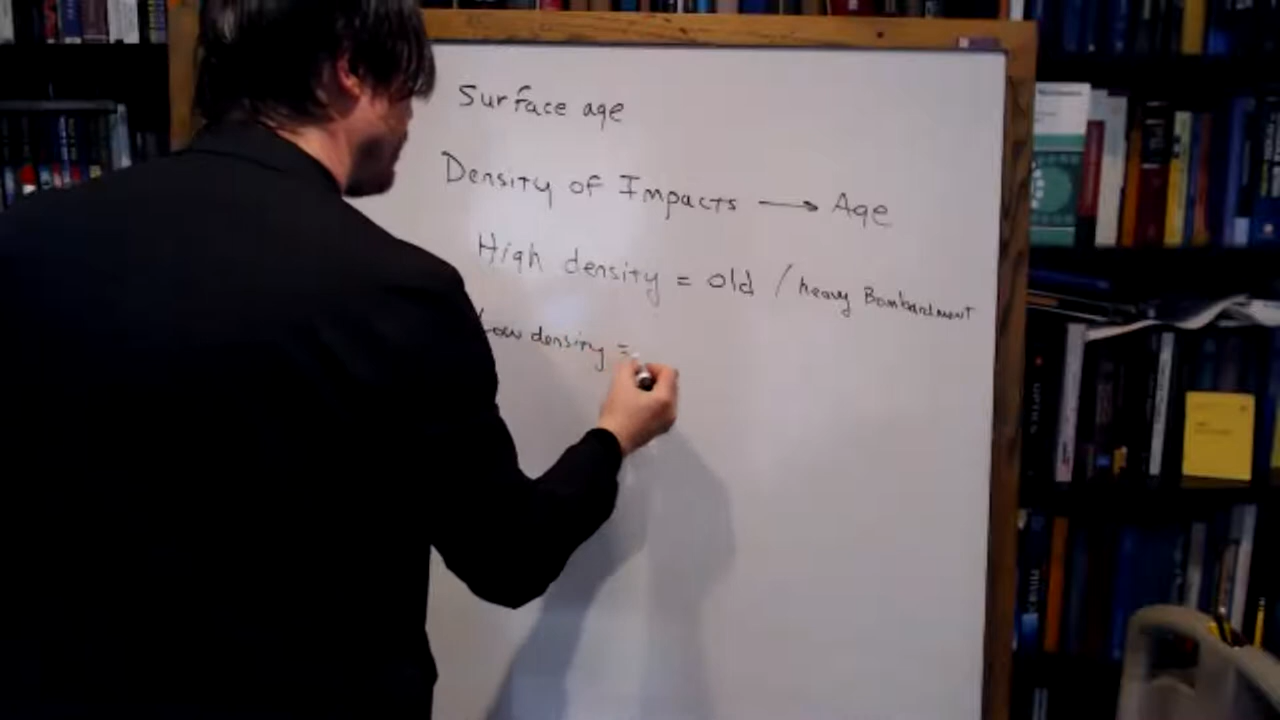 Surface age
Density of Impacts → Age
High density = old / heavy Bombardment
Low density =